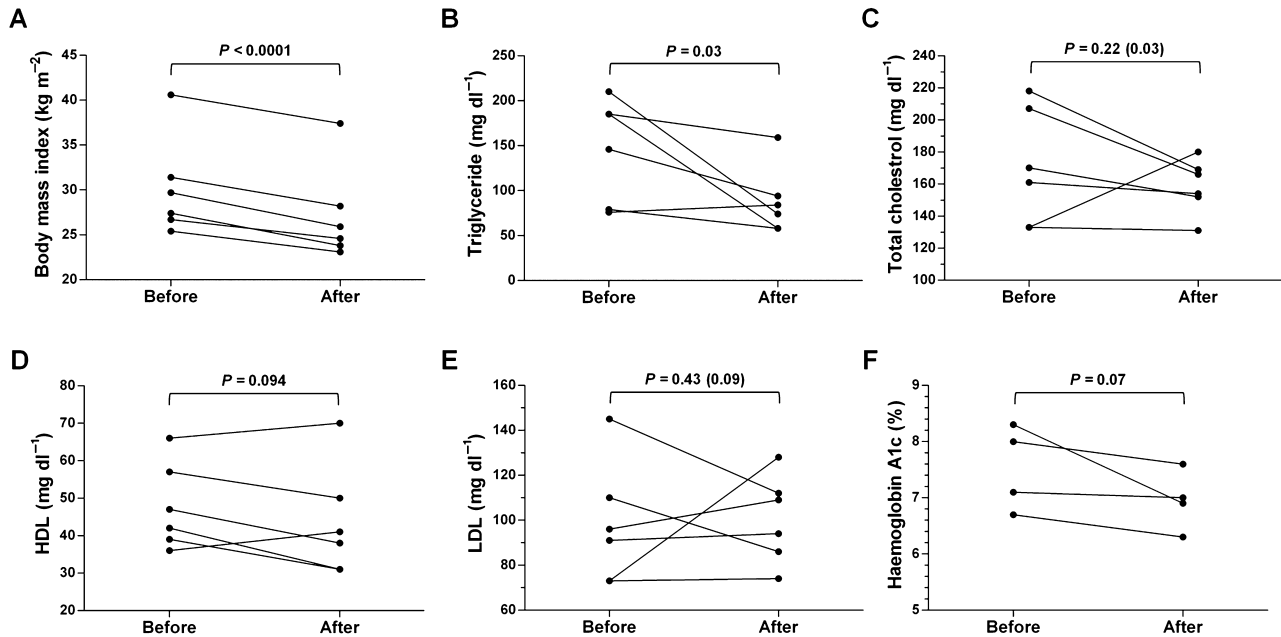 A
P < 0.0001
Body mass index (kg m⁻²)
45
40
35
30
25
20
Before
After
B
P = 0.03
Triglyceride (mg dl⁻¹)
250
200
150
100
50
0
Before
After
C
P = 0.22 (0.03)
Total cholestrol (mg dl⁻¹)
240
220
200
180
160
140
120
100
Before
After
D
P = 0.094
HDL (mg dl⁻¹)
80
70
60
50
40
30
20
Before
After
E
P = 0.43 (0.09)
LDL (mg dl⁻¹)
160
140
120
100
80
60
Before
After
F
P = 0.07
Haemoglobin A1c (%)
9
8
7
6
5
Before
After